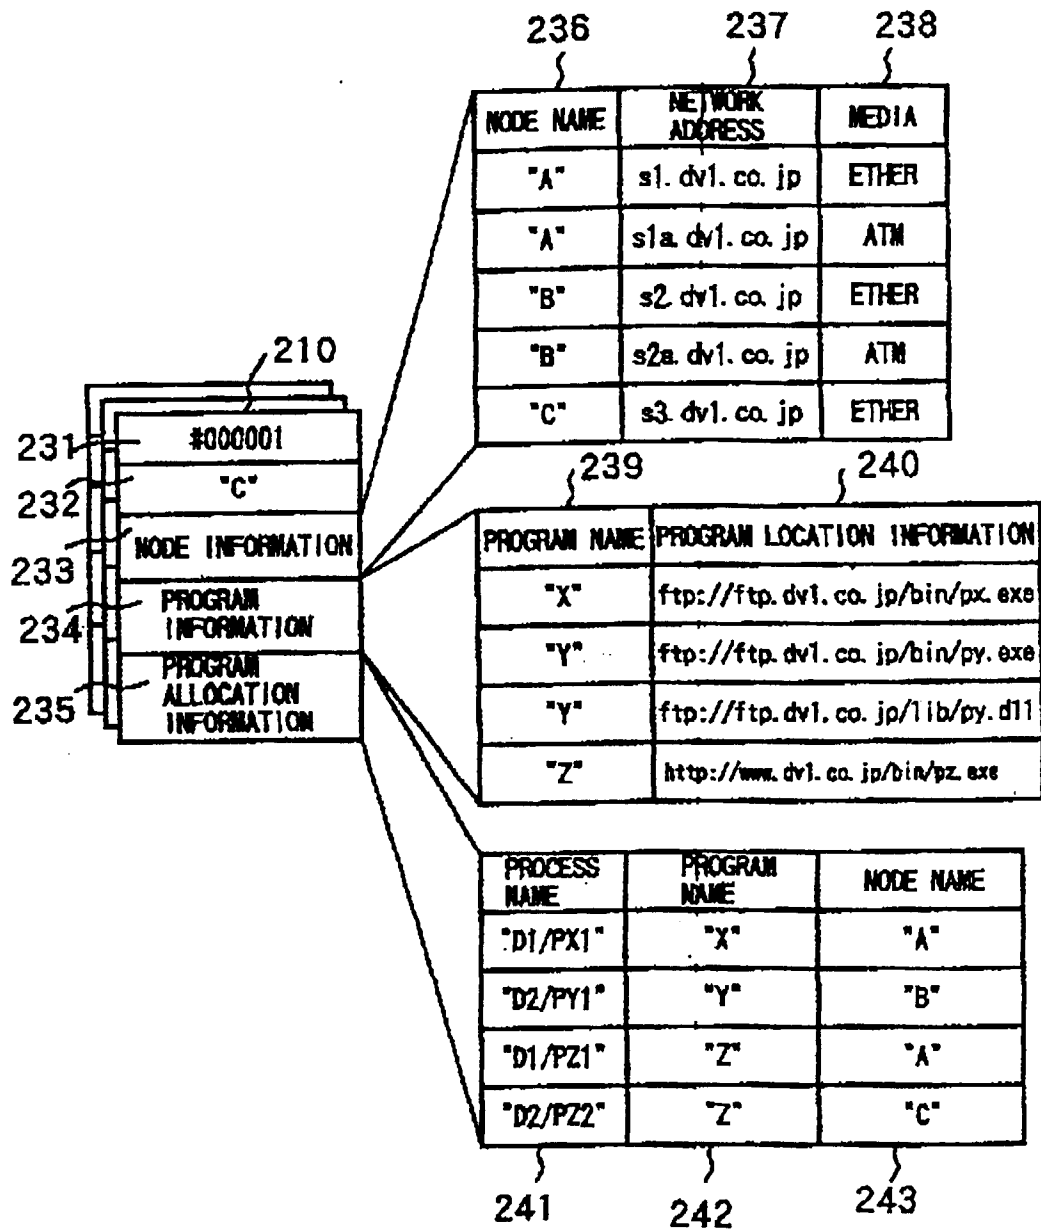 236 237 238
NODE NAME NETWORK ADDRESS MEDIA
"A" s1.dv1.co.jp ETHER
"A" s1a.dv1.co.jp ATM
"B" s2.dv1.co.jp ETHER
"B" s2a.dv1.co.jp ATM
"C" s3.dv1.co.jp ETHER
210
231 #000001
232 "C"
233 NODE INFORMATION
234 PROGRAM INFORMATION
235 PROGRAM ALLOCATION INFORMATION
239 240
PROGRAM NAME PROGRAM LOCATION INFORMATION
"X" ftp://ftp.dv1.co.jp/bin/px.exe
"Y" ftp://ftp.dv1.co.jp/bin/py.exe
"Y" ftp://ftp.dv1.co.jp/lib/py.dll
"Z" http://www.dv1.co.jp/bin/pz.exe
PROCESS NAME PROGRAM NAME NODE NAME
"D1/PX1" "X" "A"
"D2/PY1" "Y" "B"
"D1/PZ1" "Z" "A"
"D2/PZ2" "Z" "C"
241 242 243